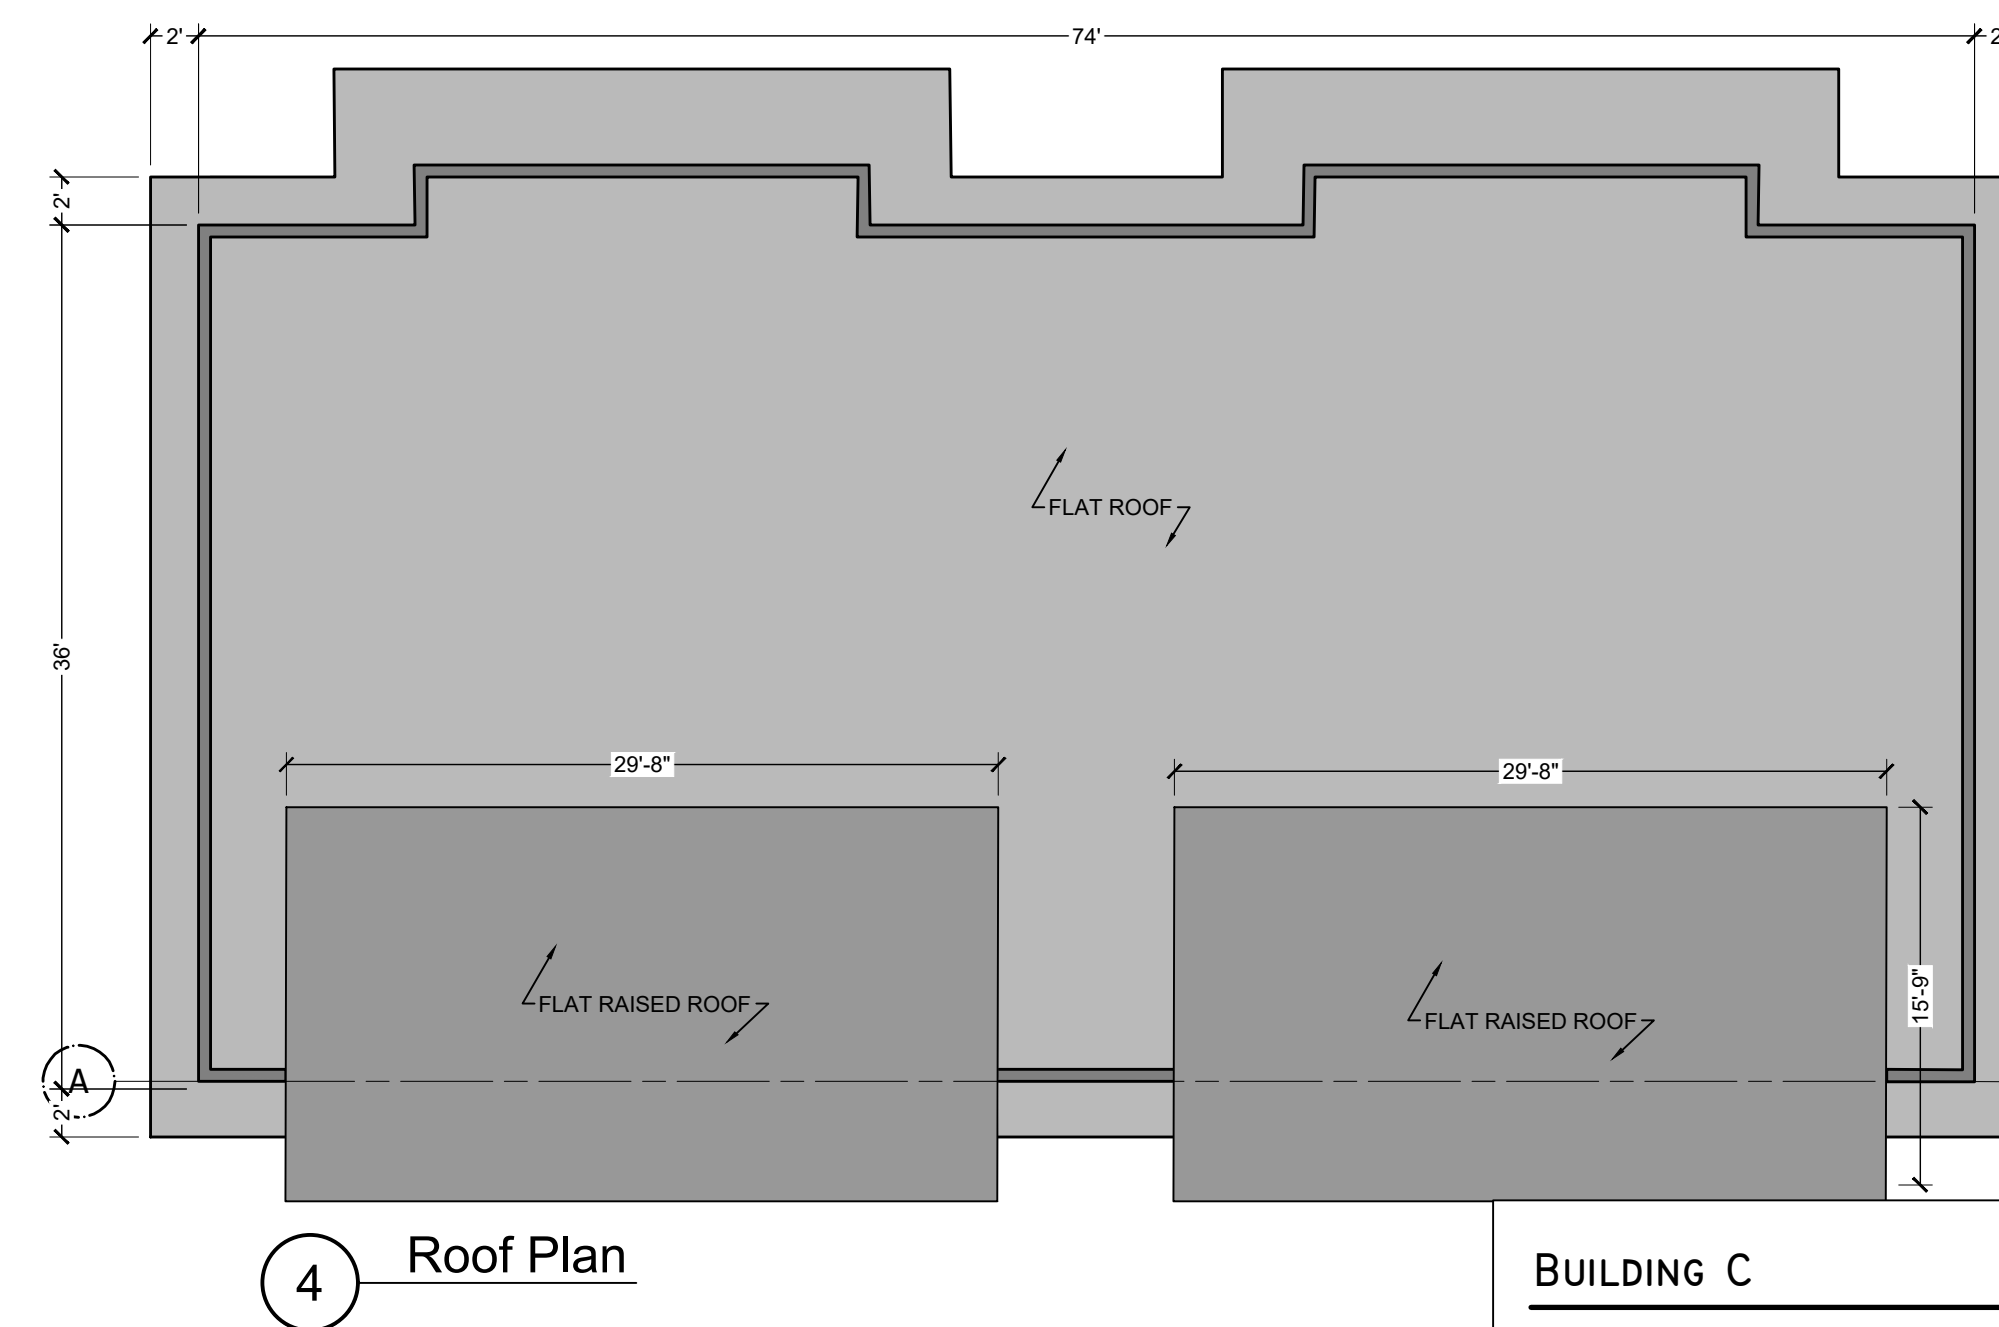 2'
74'
2
2'
36'
FLAT ROOF
29'-8"
29'-8"
FLAT RAISED ROOF
FLAT RAISED ROOF
15'-9"
A
2'
4
Roof Plan
BUILDING C